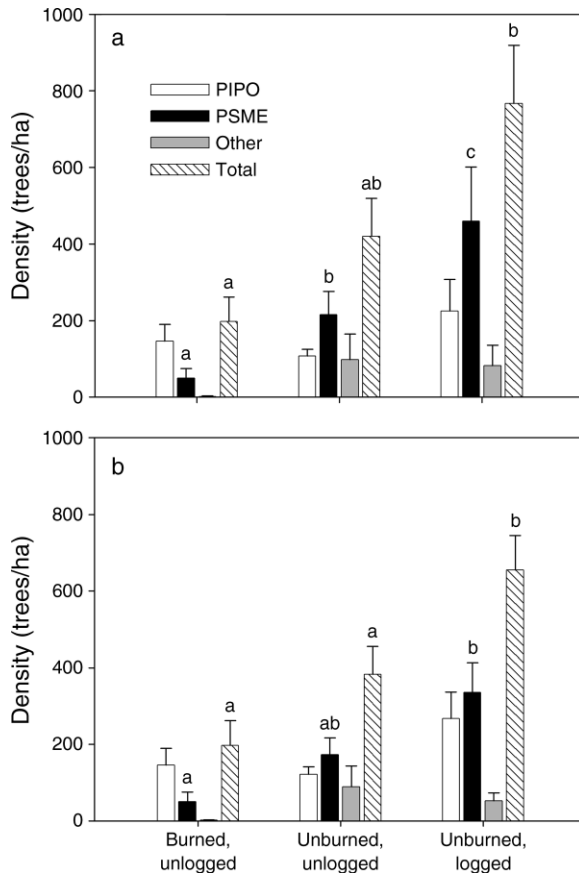 1000
a
b
PIPO
PSME
Other
Total
800
c
Density (trees/ha)
600
ab
400
b
a
200
a
0
1000
b
800
b
Density (trees/ha)
600
a
400
b
ab
a
200
a
0
Burned, Unburned, Unburned,
unlogged unlogged logged